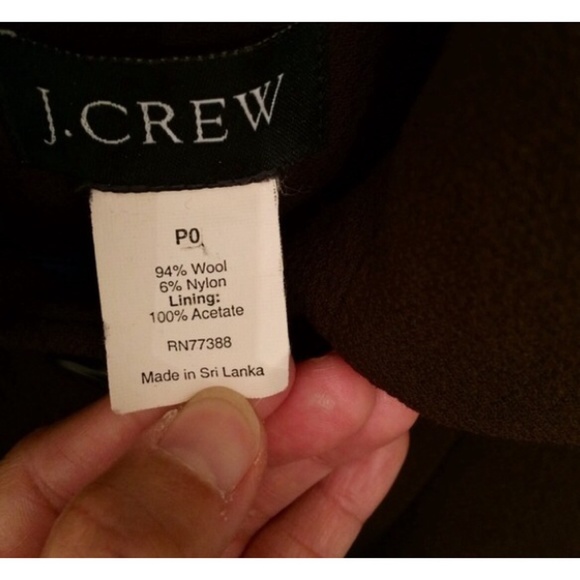 J.CREW
P0
94% Wool
6% Nylon
Lining:
100% Acetate
RN77388
Made in Sri Lanka